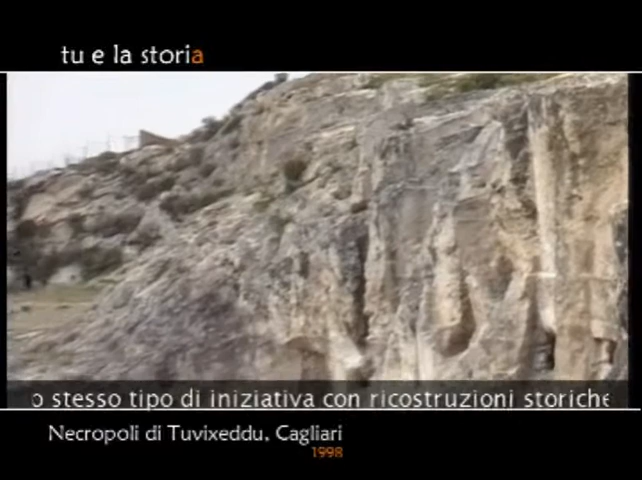 tu e la storia
stesso tipo di iniziativa con ricostruzioni storiche
Necropoli di Tuvixeddu, Cagliari
1998